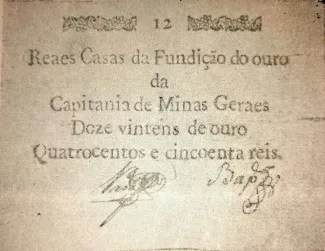 12
Reaes Casas da Fundição do ouro
da
Capitania de Minas Geraes
Doze vintens de ouro
Quatrocentos e cincoenta reis.